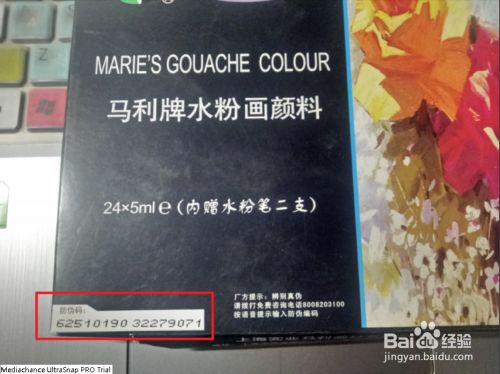 MARIE'S GOUACHE COLOUR
马利牌水粉画颜料
24×5ml e (内赠水粉笔二支)
防伪码:
62510190 32279071
厂方提示:辨别真伪
请拨打免费咨询电话8008203100
按语音提示输入防伪编码
Baidu 经验
jingyan.baidu.com
Mediachance UltraSnap PRO Trial